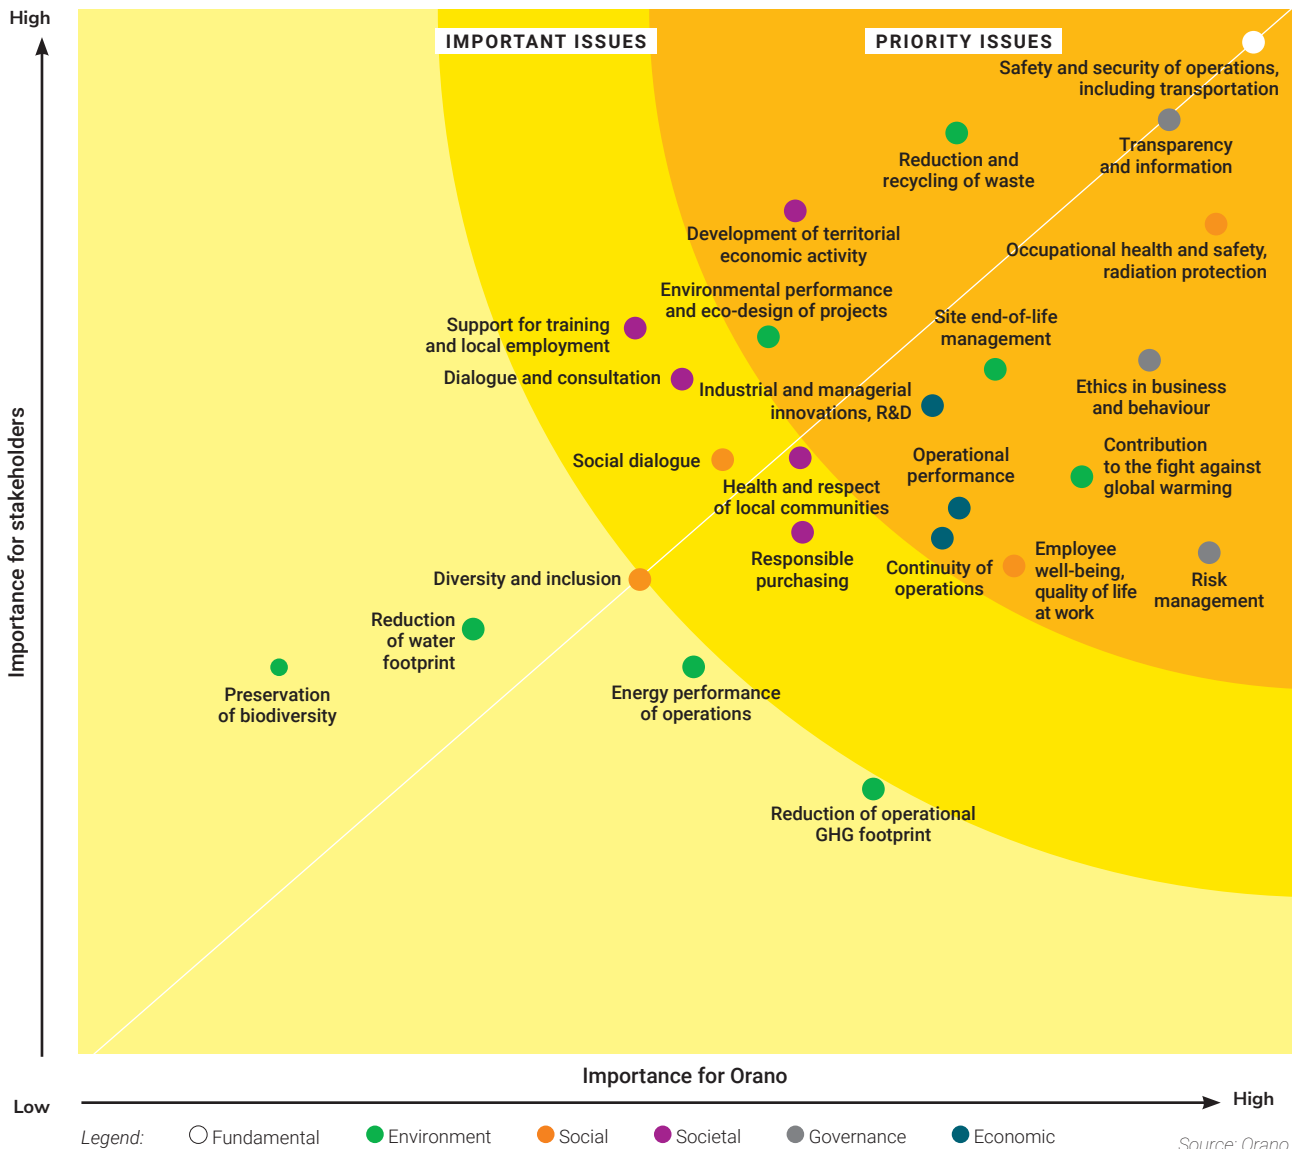 High
IMPORTANT ISSUES
PRIORITY ISSUES
Safety and security of operations,
including transportation
Transparency
and information
Reduction and
recycling of waste
Development of territorial
economic activity
Occupational health and safety,
radiation protection
Environmental performance
and eco-design of projects
Support for training
and local employment
Site end-of-life
management
Dialogue and consultation
Industrial and managerial
innovations, R&D
Ethics in business
and behaviour
Social dialogue
Operational
performance
Contribution
to the fight against
global warming
Health and respect
of local communities
Responsible
purchasing
Continuity of
operations
Employee
well-being,
quality of life
at work
Risk
management
Diversity and inclusion
Reduction
of water
footprint
Preservation
of biodiversity
Energy performance
of operations
Reduction of operational
GHG footprint
Importance for stakeholders
Importance for Orano
Low
High
Legend:
Fundamental
Environment
Social
Societal
Governance
Economic
Source: Orano